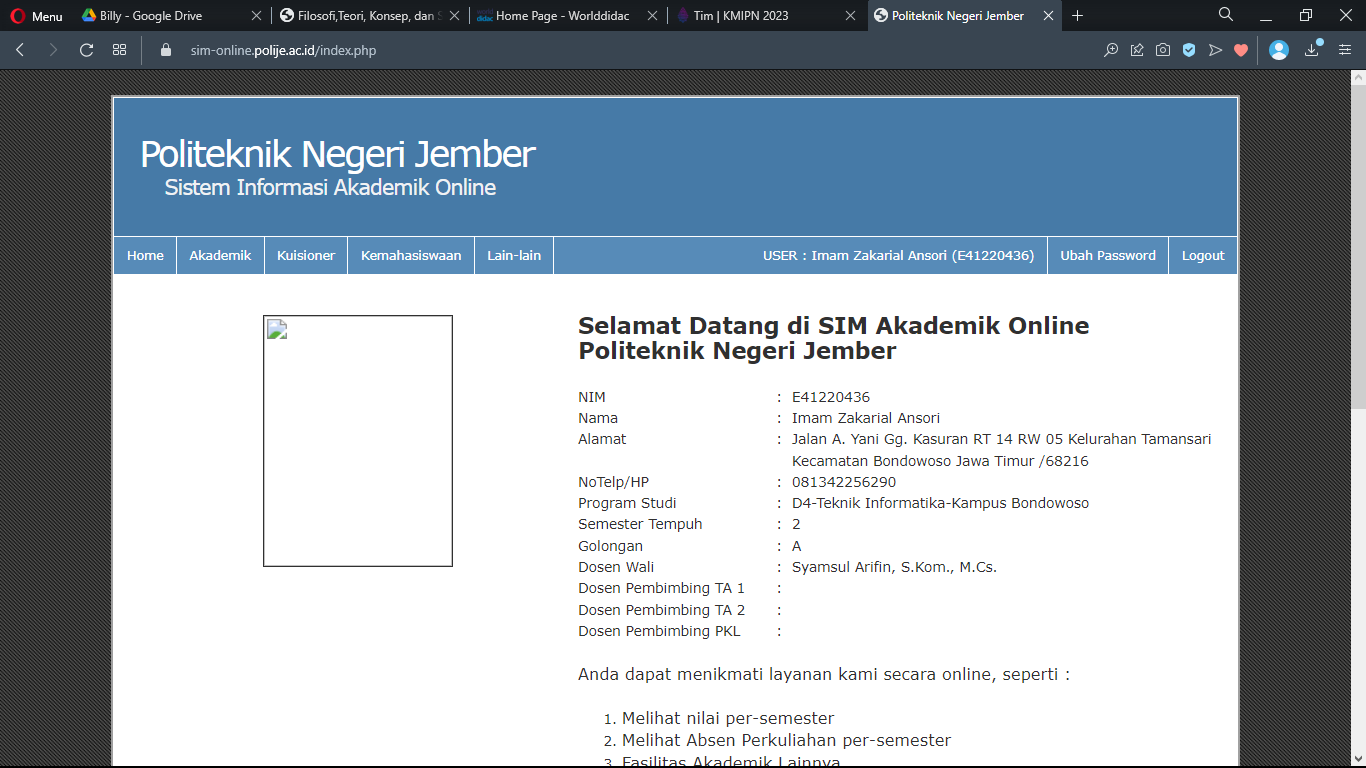 Menu
Billy - Google Drive
Filosofi,Teori, Konsep, dan S
Home Page - Worlddidac
Tim | KMIPN 2023
Politeknik Negeri Jember
sim-online.polije.ac.id/index.php
Politeknik Negeri Jember
Sistem Informasi Akademik Online
Home
Akademik
Kuisioner
Kemahasiswaan
Lain-lain
USER : Imam Zakarial Ansori (E41220436)
Ubah Password
Logout
Selamat Datang di SIM Akademik Online
Politeknik Negeri Jember
NIM : E41220436
Nama : Imam Zakarial Ansori
Alamat : Jalan A. Yani Gg. Kasuran RT 14 RW 05 Kelurahan Tamansari
Kecamatan Bondowoso Jawa Timur /68216
NoTelp/HP : 081342256290
Program Studi : D4-Teknik Informatika-Kampus Bondowoso
Semester Tempuh : 2
Golongan : A
Dosen Wali : Syamsul Arifin, S.Kom., M.Cs.
Dosen Pembimbing TA 1 :
Dosen Pembimbing TA 2 :
Dosen Pembimbing PKL :
Anda dapat menikmati layanan kami secara online, seperti :
1. Melihat nilai per-semester
2. Melihat Absen Perkuliahan per-semester
3. Fasilitas Akademik Lainnya